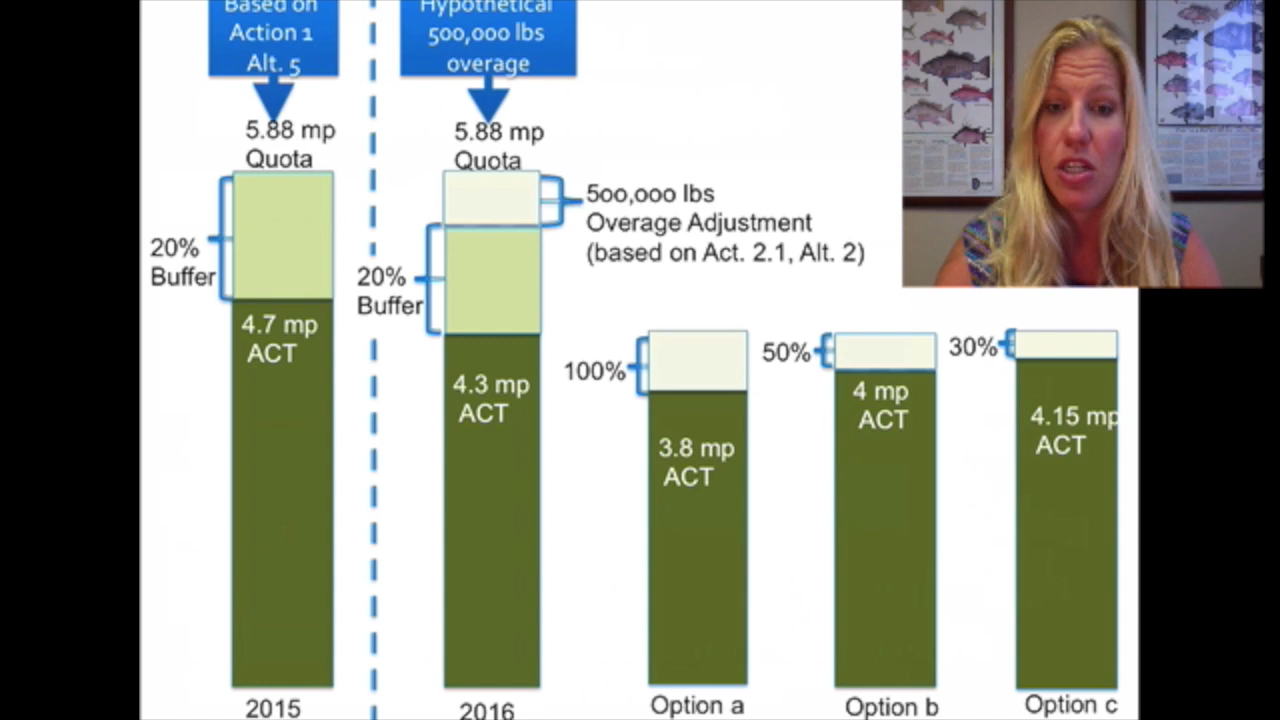 Based on
Action 1
Alt. 5
Hypothetical
500,000 lbs
overage
5.88 mp
Quota
5.88 mp
Quota
500,000 lbs
Overage Adjustment
(based on Act. 2.1, Alt. 2)
20%
Buffer
20%
Buffer
4.7 mp
ACT
4.3 mp
ACT
100%
3.8 mp
ACT
50%
4 mp
ACT
30%
4.15 mp
ACT
2015
2016
Option a
Option b
Option c